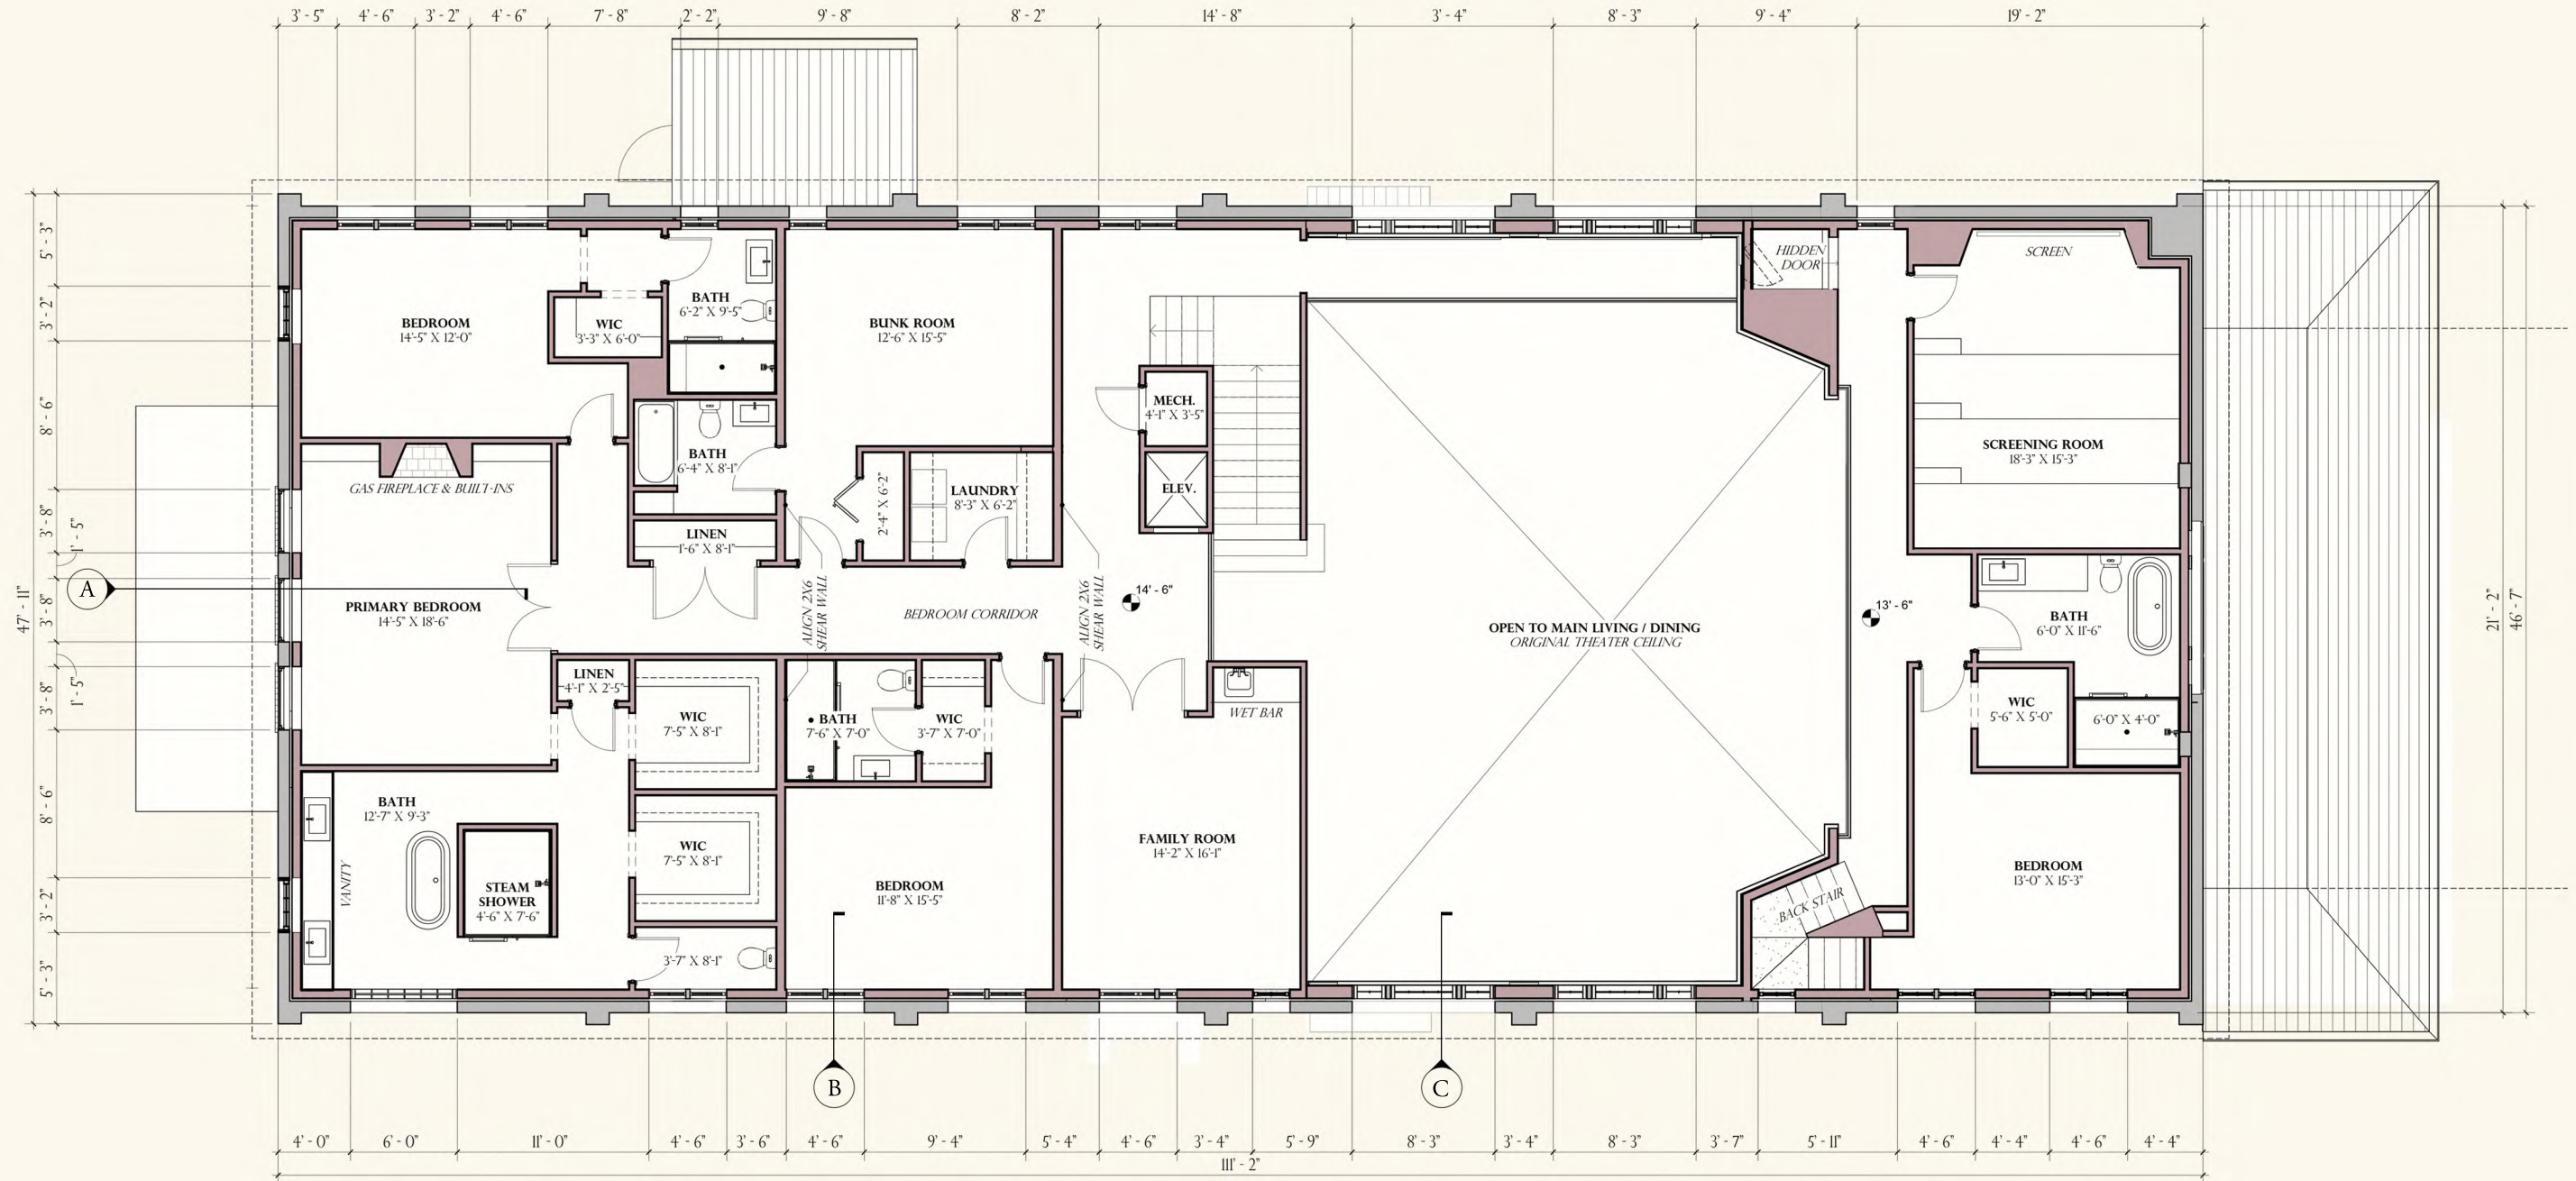 3' - 5" 4' - 6" 3' - 2" 4' - 6" 7' - 8" 2' - 2" 9' - 8" 8' - 2" 14' - 8" 3' - 4" 8' - 3" 9' - 4" 19' - 2"
47' - 11"
5' - 3"
3' - 2"
8' - 6"
3' - 8"
1' - 5"
3' - 8"
3' - 8"
1' - 5"
8' - 6"
3' - 2"
5' - 3"
A
BEDROOM
14'-5" X 12'-0"
WIC
3'-3" X 6'-0"
BATH
6'-2" X 9'-5"
BUNK ROOM
12'-6" X 15'-5"
HIDDEN
DOOR
SCREEN
MECH.
4'-1" X 3'-5"
BATH
6'-4" X 8'-1"
SCREENING ROOM
18'-3" X 15'-3"
GAS FIREPLACE & BUILT-INS
2'-4" X 6'-2"
LAUNDRY
8'-3" X 6'-2"
ELEV.
LINEN
1'-6" X 8'-1"
ALIGN 2X6
SHEAR WALL
ALIGN 2X6
SHEAR WALL
14' - 6"
13' - 6"
PRIMARY BEDROOM
14'-5" X 18'-6"
BEDROOM CORRIDOR
OPEN TO MAIN LIVING / DINING
ORIGINAL THEATER CEILING
BATH
6'-0" X 11'-6"
LINEN
4'-1" X 2'-5"
WIC
7'-5" X 8'-1"
BATH
7'-6" X 7'-0"
WIC
3'-7" X 7'-0"
WET BAR
WIC
5'-6" X 5'-0"
6'-0" X 4'-0"
BATH
12'-7" X 9'-3"
VANITY
STEAM
SHOWER
4'-6" X 7'-6"
WIC
7'-5" X 8'-1"
FAMILY ROOM
14'-2" X 16'-1"
BEDROOM
11'-8" X 15'-5"
BEDROOM
13'-0" X 15'-3"
BACK STAIR
3'-7" X 8'-1"
21' - 2"
46' - 7"
B
C
4' - 0" 6' - 0" 11' - 0" 4' - 6" 3' - 6" 4' - 6" 9' - 4" 5' - 4" 4' - 6" 3' - 4" 5' - 9" 8' - 3" 3' - 4" 8' - 3" 3' - 7" 5' - 11" 4' - 6" 4' - 4" 4' - 6" 4' - 4"
111' - 2"